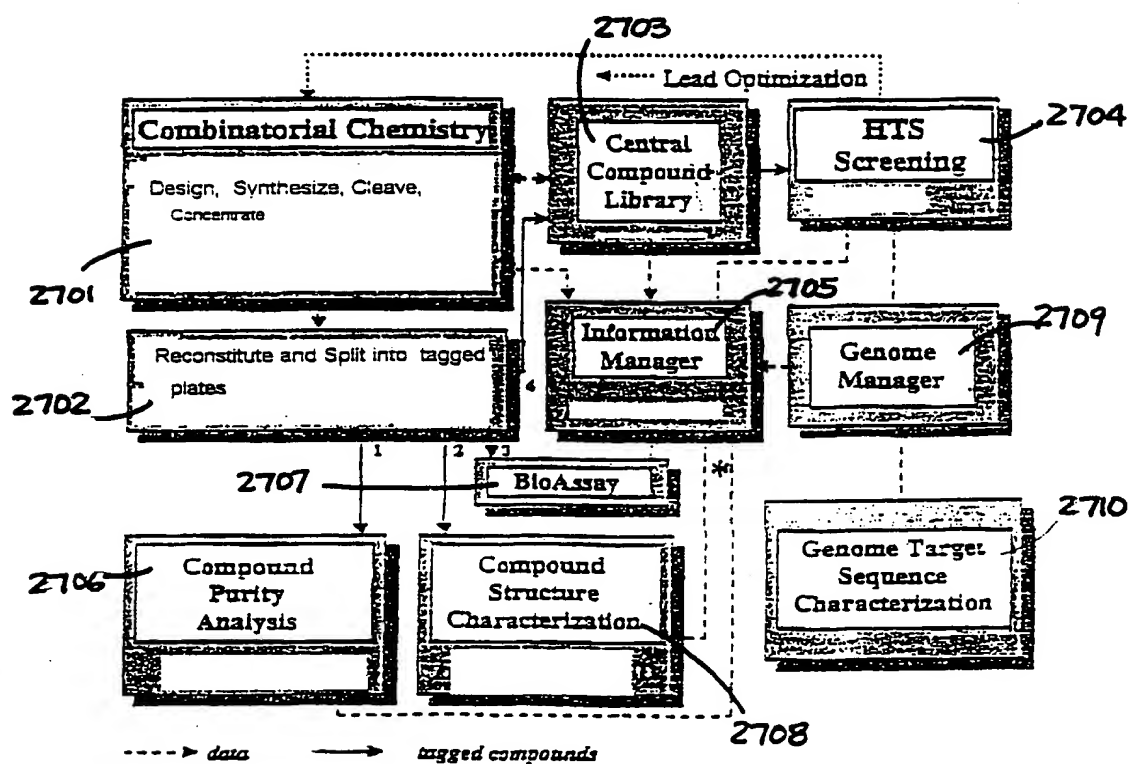 2703
Lead Optimization
Combinatorial Chemistry
Design, Synthesize, Cleave,
Concentrate
2701
Central
Compound
Library
HTS
Screening
2704
2705
Information
Manager
Genome
Manager
2709
Reconstitute and Split into tagged
plates
2702
4
1
2
3
*
2707
BioAssay
2706
Compound
Purity
Analysis
Compound
Structure
Characterization
2708
Genome Target
Sequence
Characterization
2710
data
tagged compounds